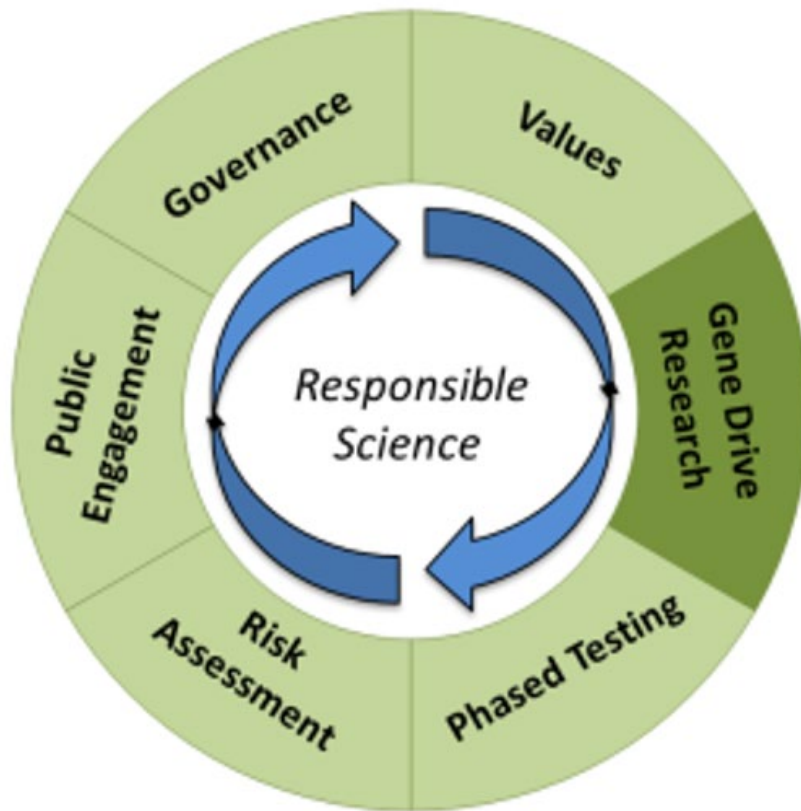 Governance
Values
Gene Drive
Research
Phased Testing
Risk
Assessment
Public
Engagement
Responsible
Science